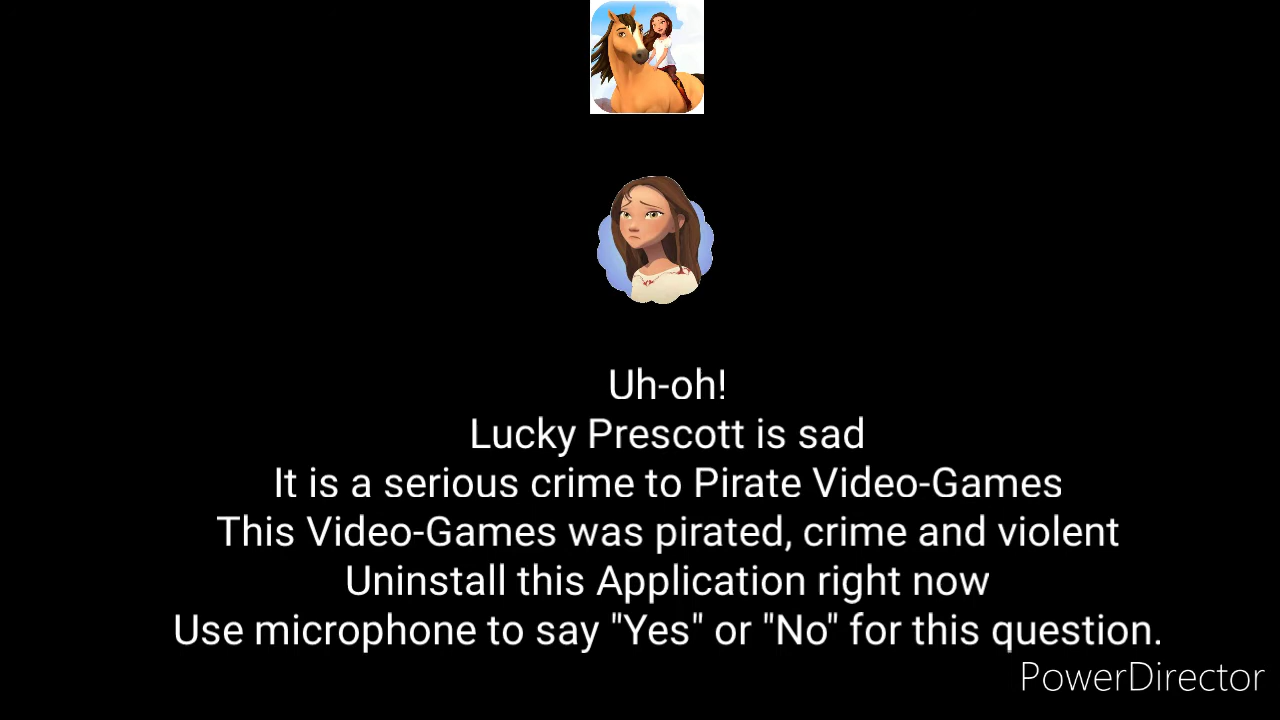 Uh-oh!
Lucky Prescott is sad
It is a serious crime to Pirate Video-Games
This Video-Games was pirated, crime and violent
Uninstall this Application right now
Use microphone to say "Yes" or "No" for this question.
PowerDirector